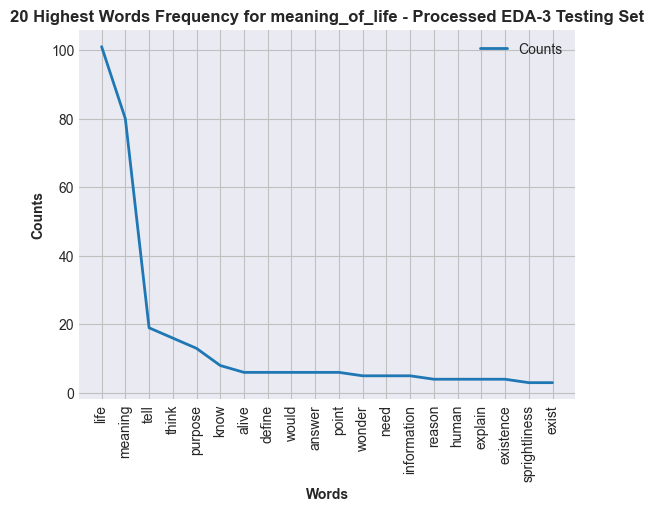 20 Highest Words Frequency for meaning_of_life - Processed EDA-3 Testing Set
Counts
100
80
60
40
20
0
Counts
life
meaning
tell
think
purpose
know
alive
define
would
answer
point
wonder
need
information
reason
human
explain
existence
sprightliness
exist
Words